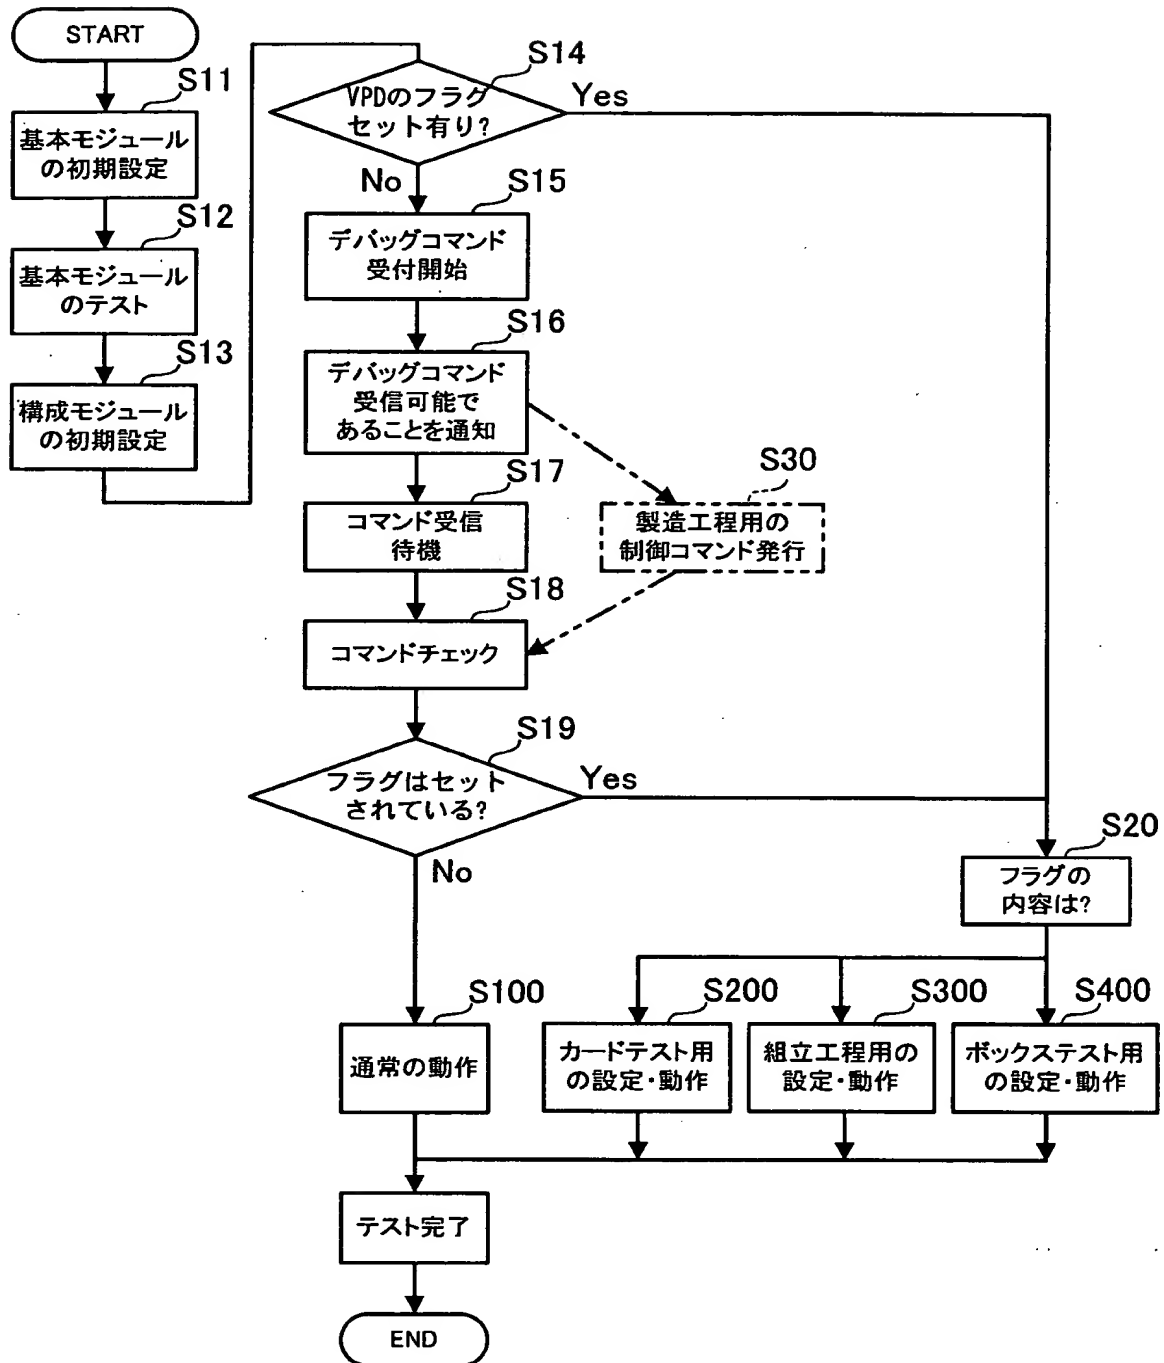 START
S11
基本モジュール
の初期設定
S12
基本モジュール
のテスト
S13
構成モジュール
の初期設定
S14
VPDのフラグ
セット有り?
Yes
No
S15
デバッグコマンド
受付開始
S16
デバッグコマンド
受信可能で
あることを通知
S17
コマンド受信
待機
S30
製造工程用の
制御コマンド発行
S18
コマンドチェック
S19
フラグはセット
されている?
Yes
No
S20
フラグの
内容は?
S100
通常の動作
S200
カードテスト用
の設定・動作
S300
組立工程用の
設定・動作
S400
ボックステスト用
の設定・動作
テスト完了
END